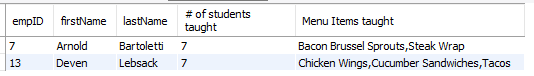 empID firstName lastName # of students taught Menu Items taught
7 Arnold Bartoletti 7 Bacon Brussel Sprouts,Steak Wrap
13 Deven Lebsack 7 Chicken Wings,Cucumber Sandwiches,Tacos